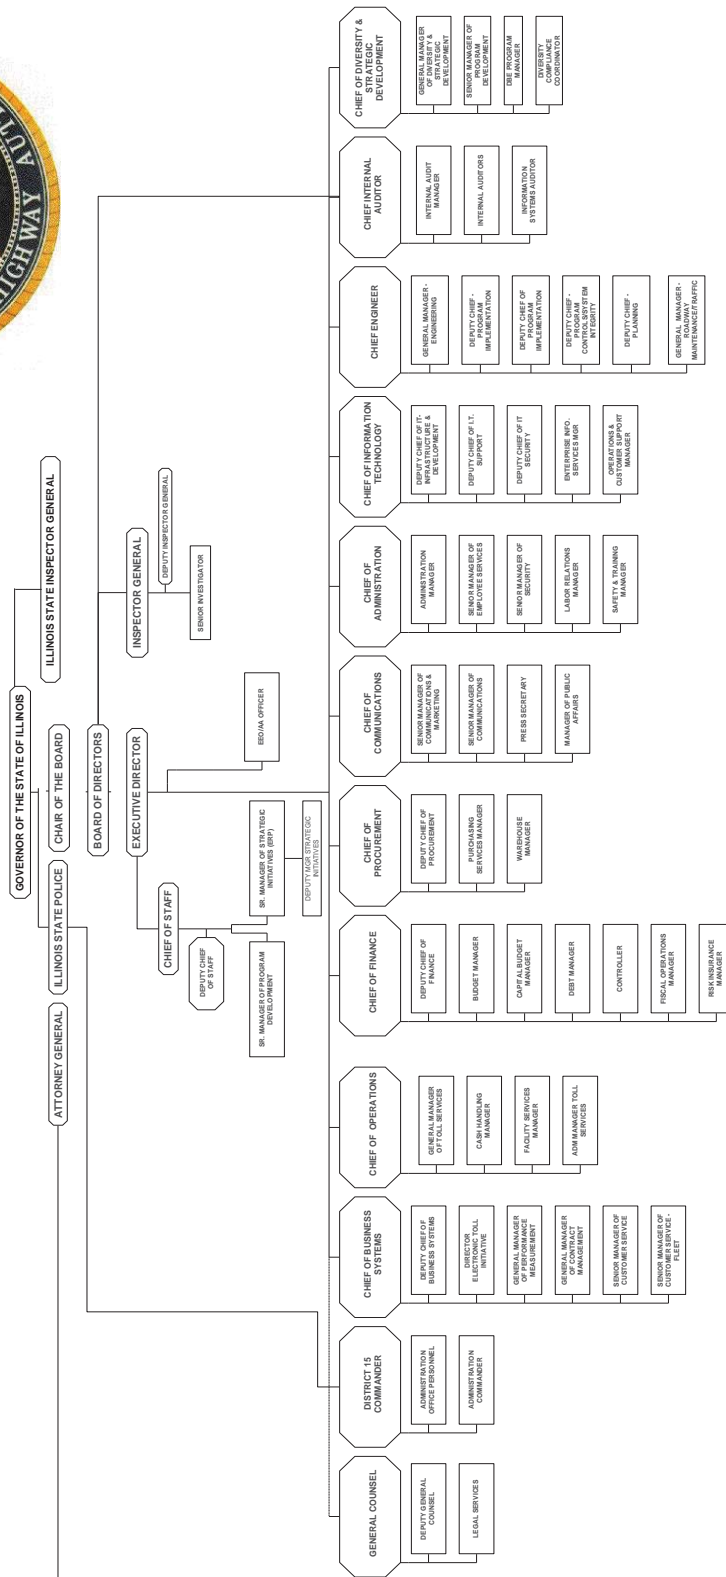 HIGHWAY
GOVERNOR OF THE STATE OF ILLINOIS
ATTORNEY GENERAL
ILLINOIS STATE POLICE
CHAIR OF THE BOARD
ILLINOIS STATE INSPECTOR GENERAL
BOARD OF DIRECTORS
EXECUTIVE DIRECTOR
INSPECTOR GENERAL
CHIEF OF STAFF
DEPUTY INSPECTOR GENERAL
DEPUTY CHIEF
OF STAFF
SENIOR INVESTIGATOR
SR. MANAGER OF PROGRAM
DEVELOPMENT
SR. MANAGER OF STRATEGIC
INITIATIVES (ERP)
EEO/AA OFFICER
DEPUTY MGR STRATEGIC
INITIATIVES
GENERAL COUNSEL
DEPUTY GENERAL
COUNSEL
LEGAL SERVICES
DISTRICT 15
COMMANDER
ADMINISTRATION
OFFICE PERSONNEL
ADMINISTRATION
COMMANDER
CHIEF OF BUSINESS
SYSTEMS
DEPUTY CHIEF OF
BUSINESS SYSTEMS
DIRECTOR
ELECTRONIC TOLL
INITIATIVE
GENERAL MANAGER
OF PERFORMANCE
MEASUREMENT
GENERAL MANAGER
OF CONTRACT
MANAGEMENT
SENIOR MANAGER OF
CUSTOMER SERVICE
SENIOR MANAGER OF
CUSTOMER SERVICE -
FLEET
CHIEF OF OPERATIONS
GENERAL MANAGER
OF TOLL SERVICES
CASH HANDLING
MANAGER
FACILITY SERVICES
MANAGER
ADM MANAGER TOLL
SERVICES
CHIEF OF FINANCE
DEPUTY CHIEF OF
FINANCE
BUDGET MANAGER
CAPITAL BUDGET
MANAGER
DEBT MANAGER
CONTROLLER
FISCAL OPERATIONS
MANAGER
RISK INSURANCE
MANAGER
CHIEF OF
PROCUREMENT
DEPUTY CHIEF OF
PROCUREMENT
PURCHASING
SERVICES MANAGER
WAREHOUSE
MANAGER
CHIEF OF
COMMUNICATIONS
SENIOR MANAGER OF
COMMUNICATIONS &
MARKETING
SENIOR MANAGER OF
COMMUNICATIONS
PRESS SECRETARY
MANAGER OF PUBLIC
AFFAIRS
CHIEF OF
ADMINISTRATION
ADMINISTRATION
MANAGER
SENIOR MANAGER OF
EMPLOYEE SERVICES
SENIOR MANAGER OF
SECURITY
LABOR RELATIONS
MANAGER
SAFETY & TRAINING
MANAGER
CHIEF OF INFORMATION
TECHNOLOGY
DEPUTY CHIEF OF IT-
INFRASTRUCTURE &
DEVELOPMENT
DEPUTY CHIEF OF I.T.
SUPPORT
DEPUTY CHIEF OF IT
SECURITY
ENTERPRISE INFO.
SERVICES MGR
OPERATIONS &
CUSTOMER SUPPORT
MANAGER
CHIEF ENGINEER
GENERAL MANAGER -
ENGINEERING
DEPUTY CHIEF -
PROGRAM
IMPLEMENTATION
DEPUTY CHIEF OF
PROGRAM
IMPLEMENTATION
DEPUTY CHIEF -
PROGRAM
CONTROLS/SYSTEM
INTEGRITY
DEPUTY CHIEF -
PLANNING
GENERAL MANAGER -
ROADWAY
MAINTENANCE/TRAFFIC
CHIEF INTERNAL
AUDITOR
INTERNAL AUDIT
MANAGER
INTERNAL AUDITORS
INFORMATION
SYSTEMS AUDITOR
CHIEF OF DIVERSITY &
STRATEGIC
DEVELOPMENT
GENERAL MANAGER
OF DIVERSITY &
STRATEGIC
DEVELOPMENT
SENIOR MANAGER OF
PROGRAM
DEVELOPMENT
DBE PROGRAM
MANAGER
DIVERSITY
COMPLIANCE
COORDINATOR